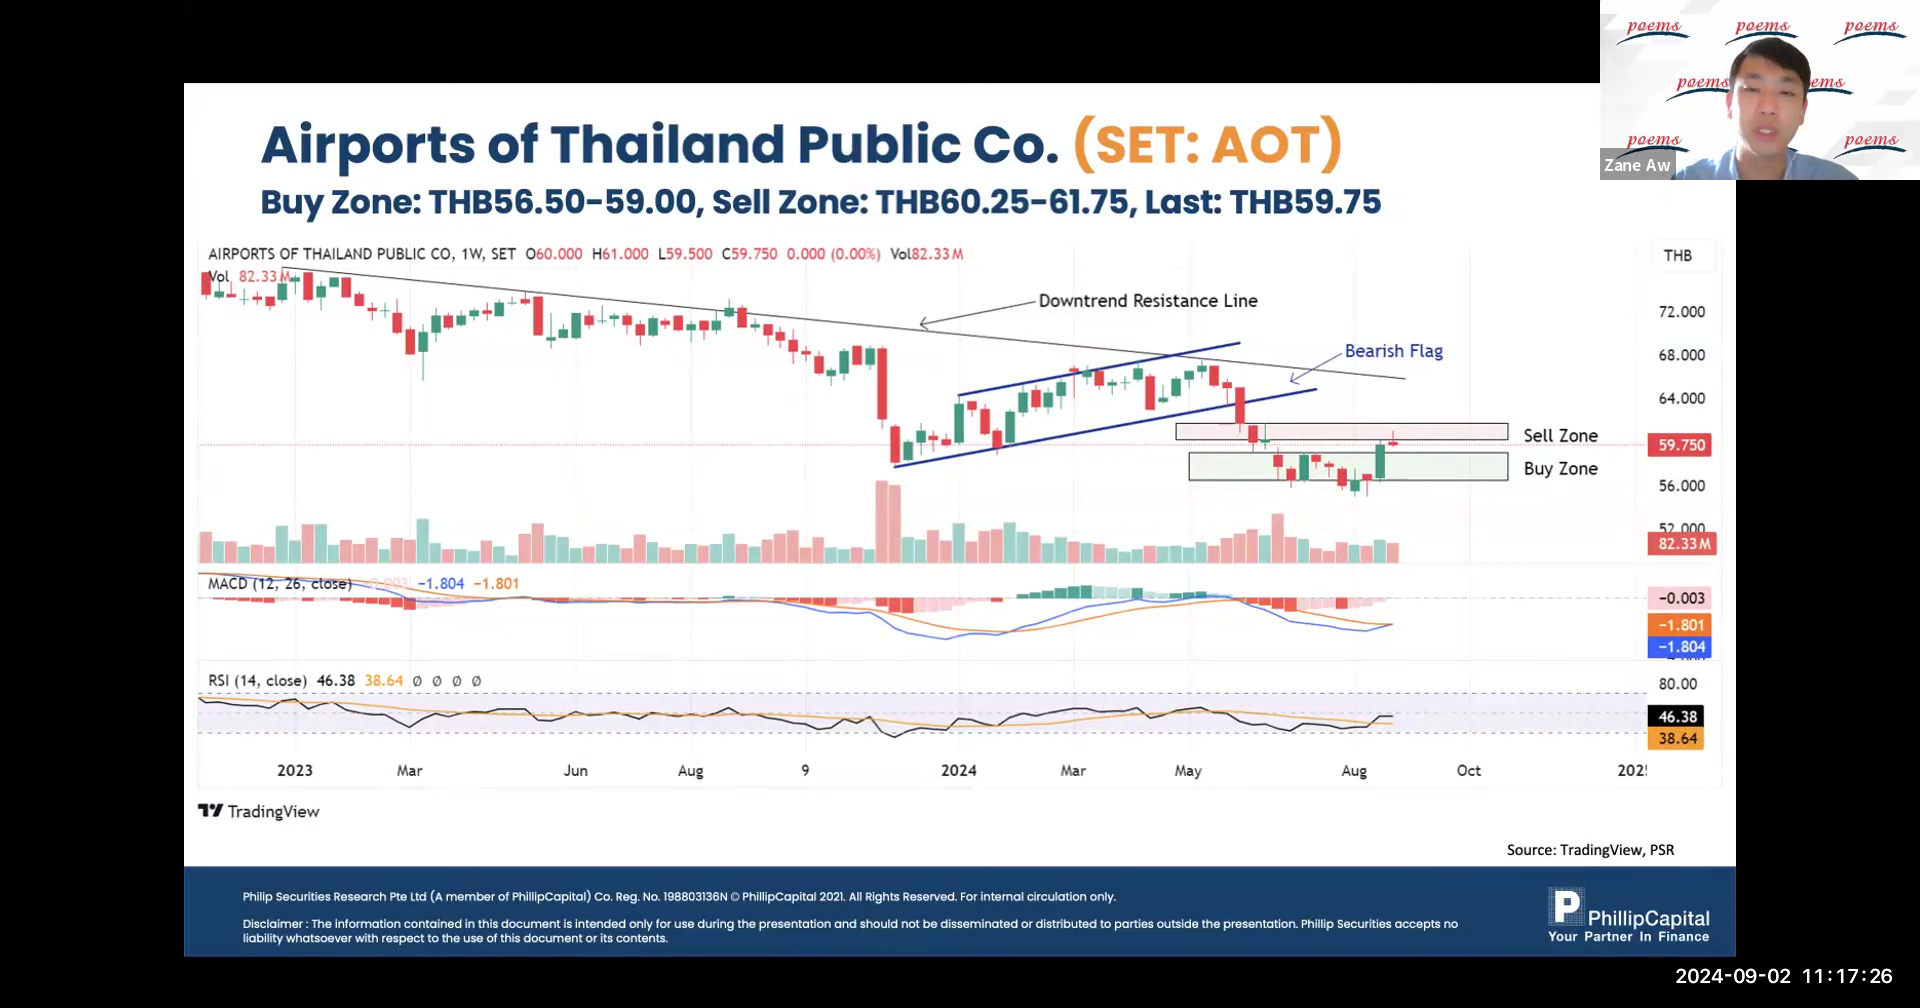 poems poems poems
poems ems
poems poems
Zane Aw
Airports of Thailand Public Co. (SET: AOT)
Buy Zone: THB56.50-59.00, Sell Zone: THB60.25-61.75, Last: THB59.75
AIRPORTS OF THAILAND PUBLIC CO, 1W, SET O60.000 H61.000 L59.500 C59.750 0.000 (0.00%) Vol82.33M
THB
Vol 82.33M
Downtrend Resistance Line
72.000
Bearish Flag
68.000
64.000
Sell Zone
59.750
Buy Zone
56.000
52.000
82.33M
MACD (12, 26, close) -0.003 −1.804 −1.801
−0.003
−1.801
−1.804
RSI (14, close) 46.38 38.64 Ø Ø Ø Ø
80.00
46.38
38.64
2023 Mar Jun Aug 9 2024 Mar May Aug Oct 202
TradingView
Source: TradingView, PSR
Philip Securities Research Pte Ltd (A member of PhillipCapital) Co. Reg. No. 198803136N © PhillipCapital 2021. All Rights Reserved. For internal circulation only.
Disclaimer : The information contained in this document is intended only for use during the presentation and should not be disseminated or distributed to parties outside the presentation. Phillip Securities accepts no
liability whatsoever with respect to the use of this document or its contents.
PhillipCapital
Your Partner In Finance
2024-09-02 11:17:26